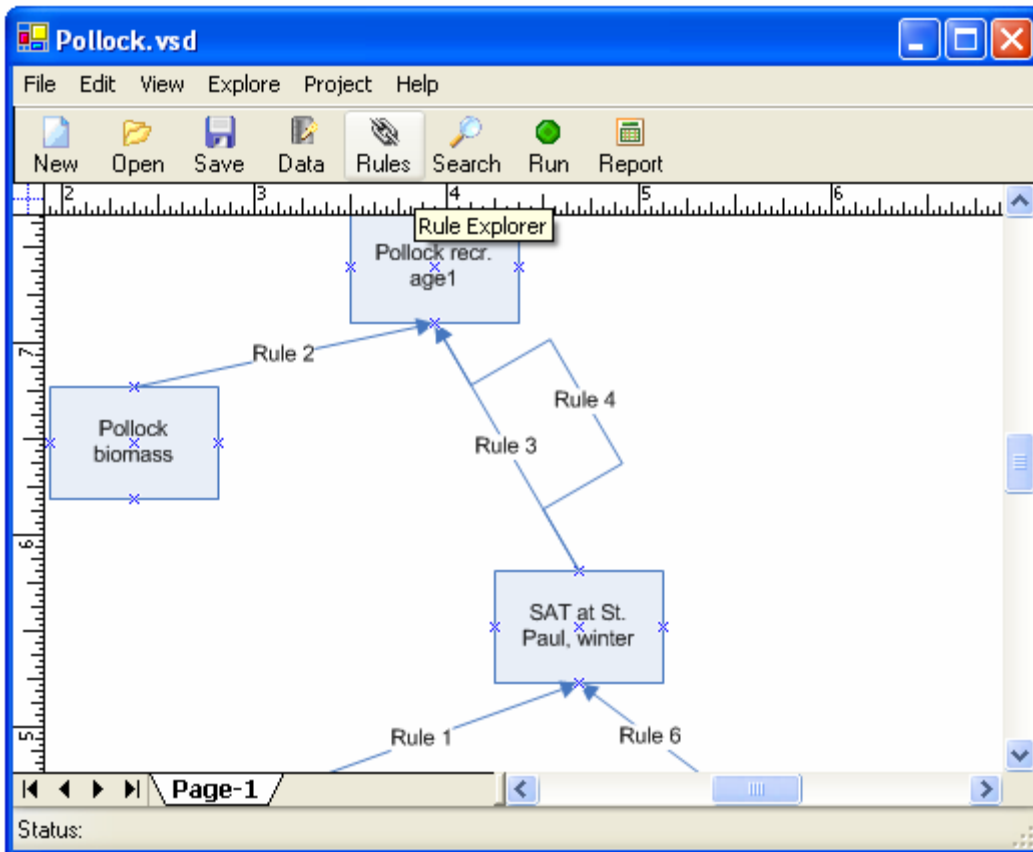 Pollock.vsd
File Edit View Explore Project Help
New Open Save Data Rules Search Run Report
2 3 4 5 6
Rule Explorer
Pollock recr.
age1
7
Rule 2
Rule 4
Pollock
biomass
Rule 3
6
SAT at St.
Paul, winter
5
Rule 1
Rule 6
Page-1
Status: